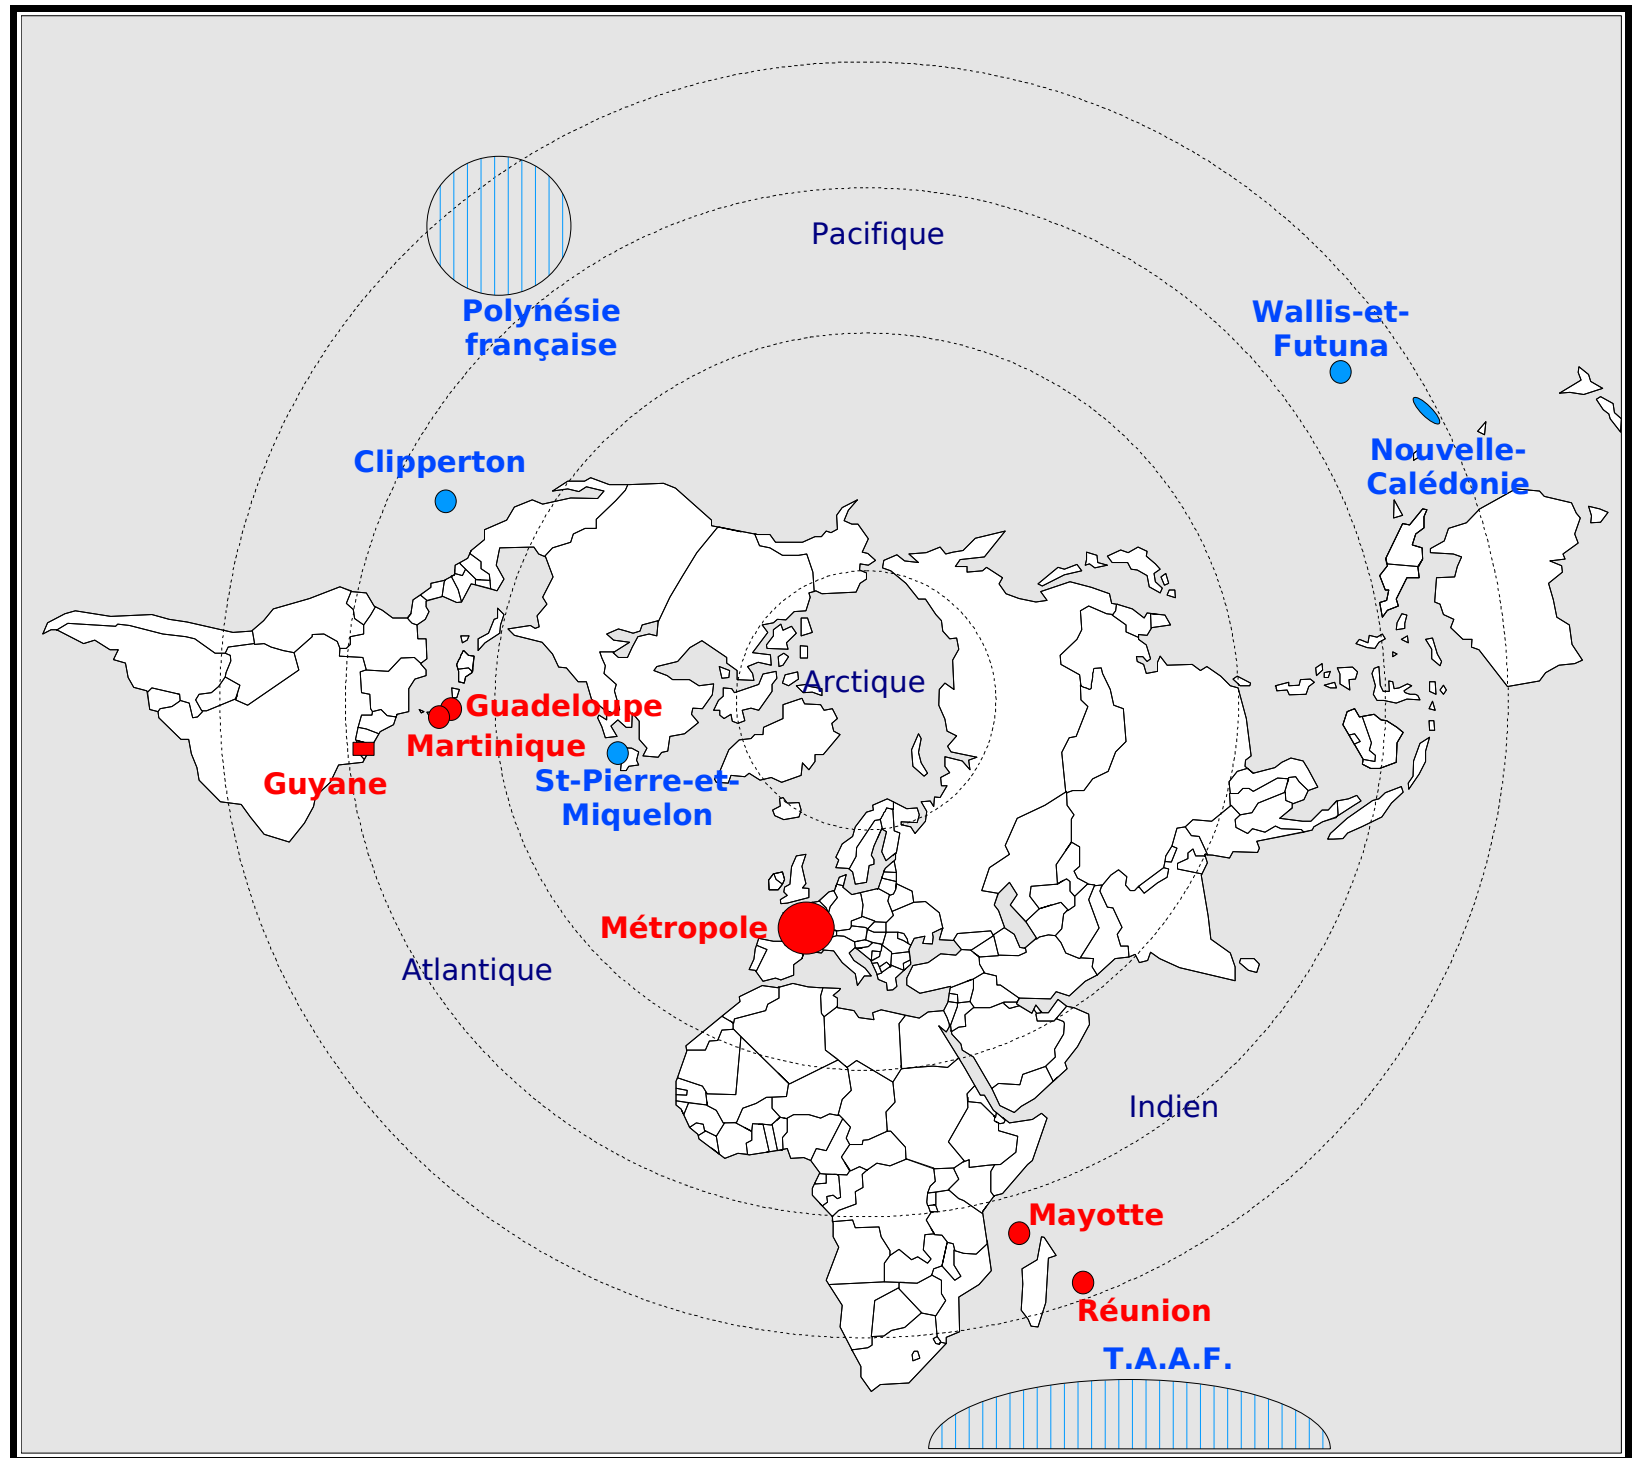 Pacifique
Polynésie
française
Wallis-et-
Futuna
Clipperton
Nouvelle-
Calédonie
Arctique
Guadeloupe
Martinique
Guyane
St-Pierre-et-
Miquelon
Métropole
Atlantique
Indien
Mayotte
Réunion
T.A.A.F.